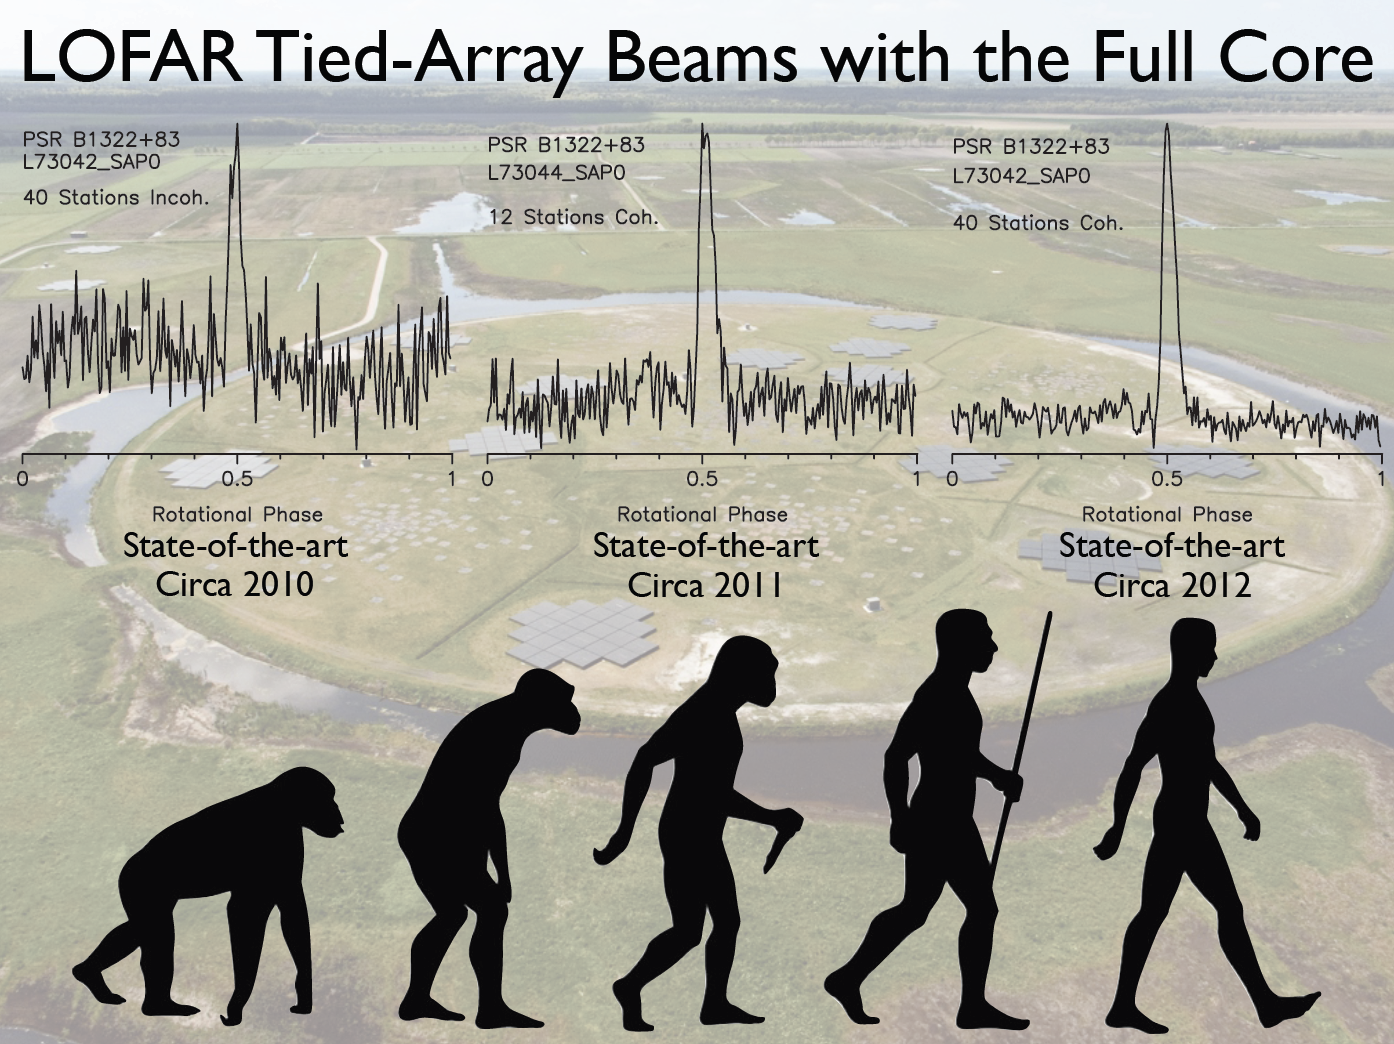 LOFAR Tied-Array Beams with the Full Core
PSR B1322+83
L73042_SAP0
40 Stations Incoh.
0 0.5 1
Rotational Phase
State-of-the-art
Circa 2010
PSR B1322+83
L73044_SAP0
12 Stations Coh.
0 0.5 1
Rotational Phase
State-of-the-art
Circa 2011
PSR B1322+83
L73042_SAP0
40 Stations Coh.
0 0.5 1
Rotational Phase
State-of-the-art
Circa 2012